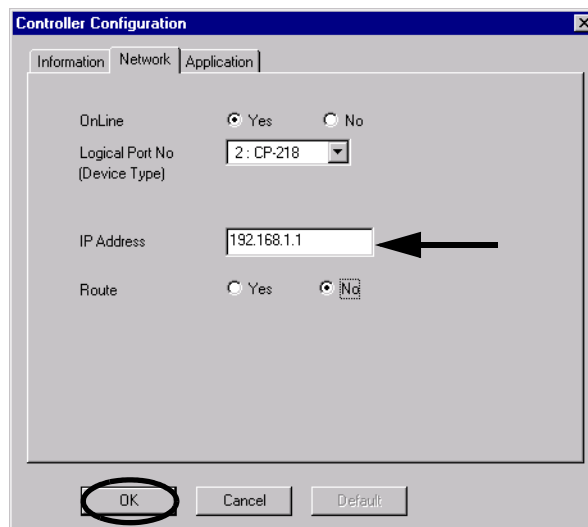 Controller Configuration
Information Network Application
OnLine Yes No
Logical Port No 2 : CP-218
(Device Type)
IP Address 192.168.1.1
Route Yes No
OK Cancel Default